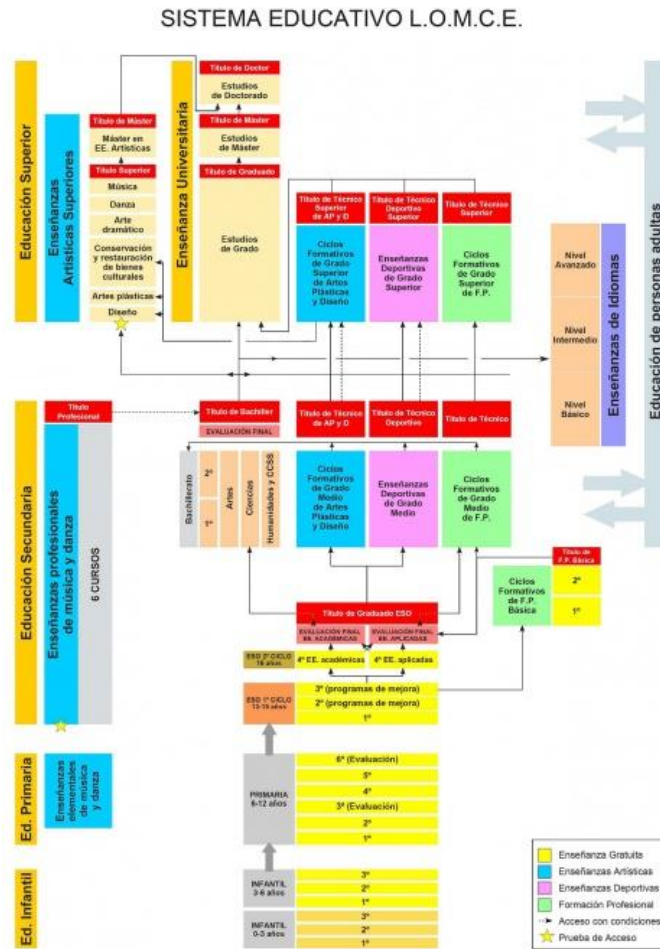 SISTEMA EDUCATIVO L.O.M.C.E.
Educación Superior
Enseñanzas
Artísticas Superiores
Título de Máster
Máster en
EE. Artísticas
Título Superior
Música
Danza
Arte
dramático
Conservación y
restauración de
bienes
culturales
Artes plásticas
Diseño
Enseñanza Universitaria
Título de Doctor
Estudios
de Doctorado
Título de Máster
Estudios
de Máster
Título de Graduado
Estudios
de Grado
Título de Técnico
Superior
de AP y D
Ciclos
Formativos
de Grado
Superior
de Artes
Plásticas
y Diseño
Título de Técnico
Deportivo
Superior
Enseñanzas
Deportivas
de Grado
Superior
Título de Técnico
Superior
Ciclos
Formativos
de Grado
Superior
de F.P.
Nivel
Avanzado
Nivel
Intermedio
Nivel
Básico
Enseñanzas de Idiomas
Educación de personas adultas
Educación Secundaria
Título
Profesional
Enseñanzas profesionales
de música y danza
6 CURSOS
Título de Bachiller
EVALUACIÓN FINAL
Bachillerato
2º
1º
Artes
Ciencias
Humanidades y CCSS
Título de Técnico
de AP y D
Ciclos
Formativos
de Grado
Medio
de Artes
Plásticas
y Diseño
Título de Técnico
Deportivo
Enseñanzas
Deportivas
de Grado
Medio
Título de Técnico
Ciclos
Formativos
de Grado
Medio
de F.P.
Título de
F.P. Básica
Ciclos
Formativos
de F.P.
Básica
2º
1º
Título de Graduado ESO
EVALUACIÓN FINAL
EN. ACADÉMICAS
EVALUACIÓN FINAL
EN. APLICADAS
ESO 2º CICLO
16 años
4º EE. académicas
4º EE. aplicadas
ESO 1º CICLO
13-15 años
3º (programas de mejora)
2º (programas de mejora)
1º
Ed. Primaria
Enseñanzas
elementales
de música
y danza
PRIMARIA
6-12 años
6º (Evaluación)
5º
4º
3º (Evaluación)
2º
1º
Ed. Infantil
INFANTIL
3-6 años
3º
2º
1º
INFANTIL
0-3 años
3º
2º
1º
Enseñanza Gratuita
Enseñanzas Artísticas
Enseñanzas Deportivas
Formación Profesional
Acceso con condiciones
Prueba de Acceso